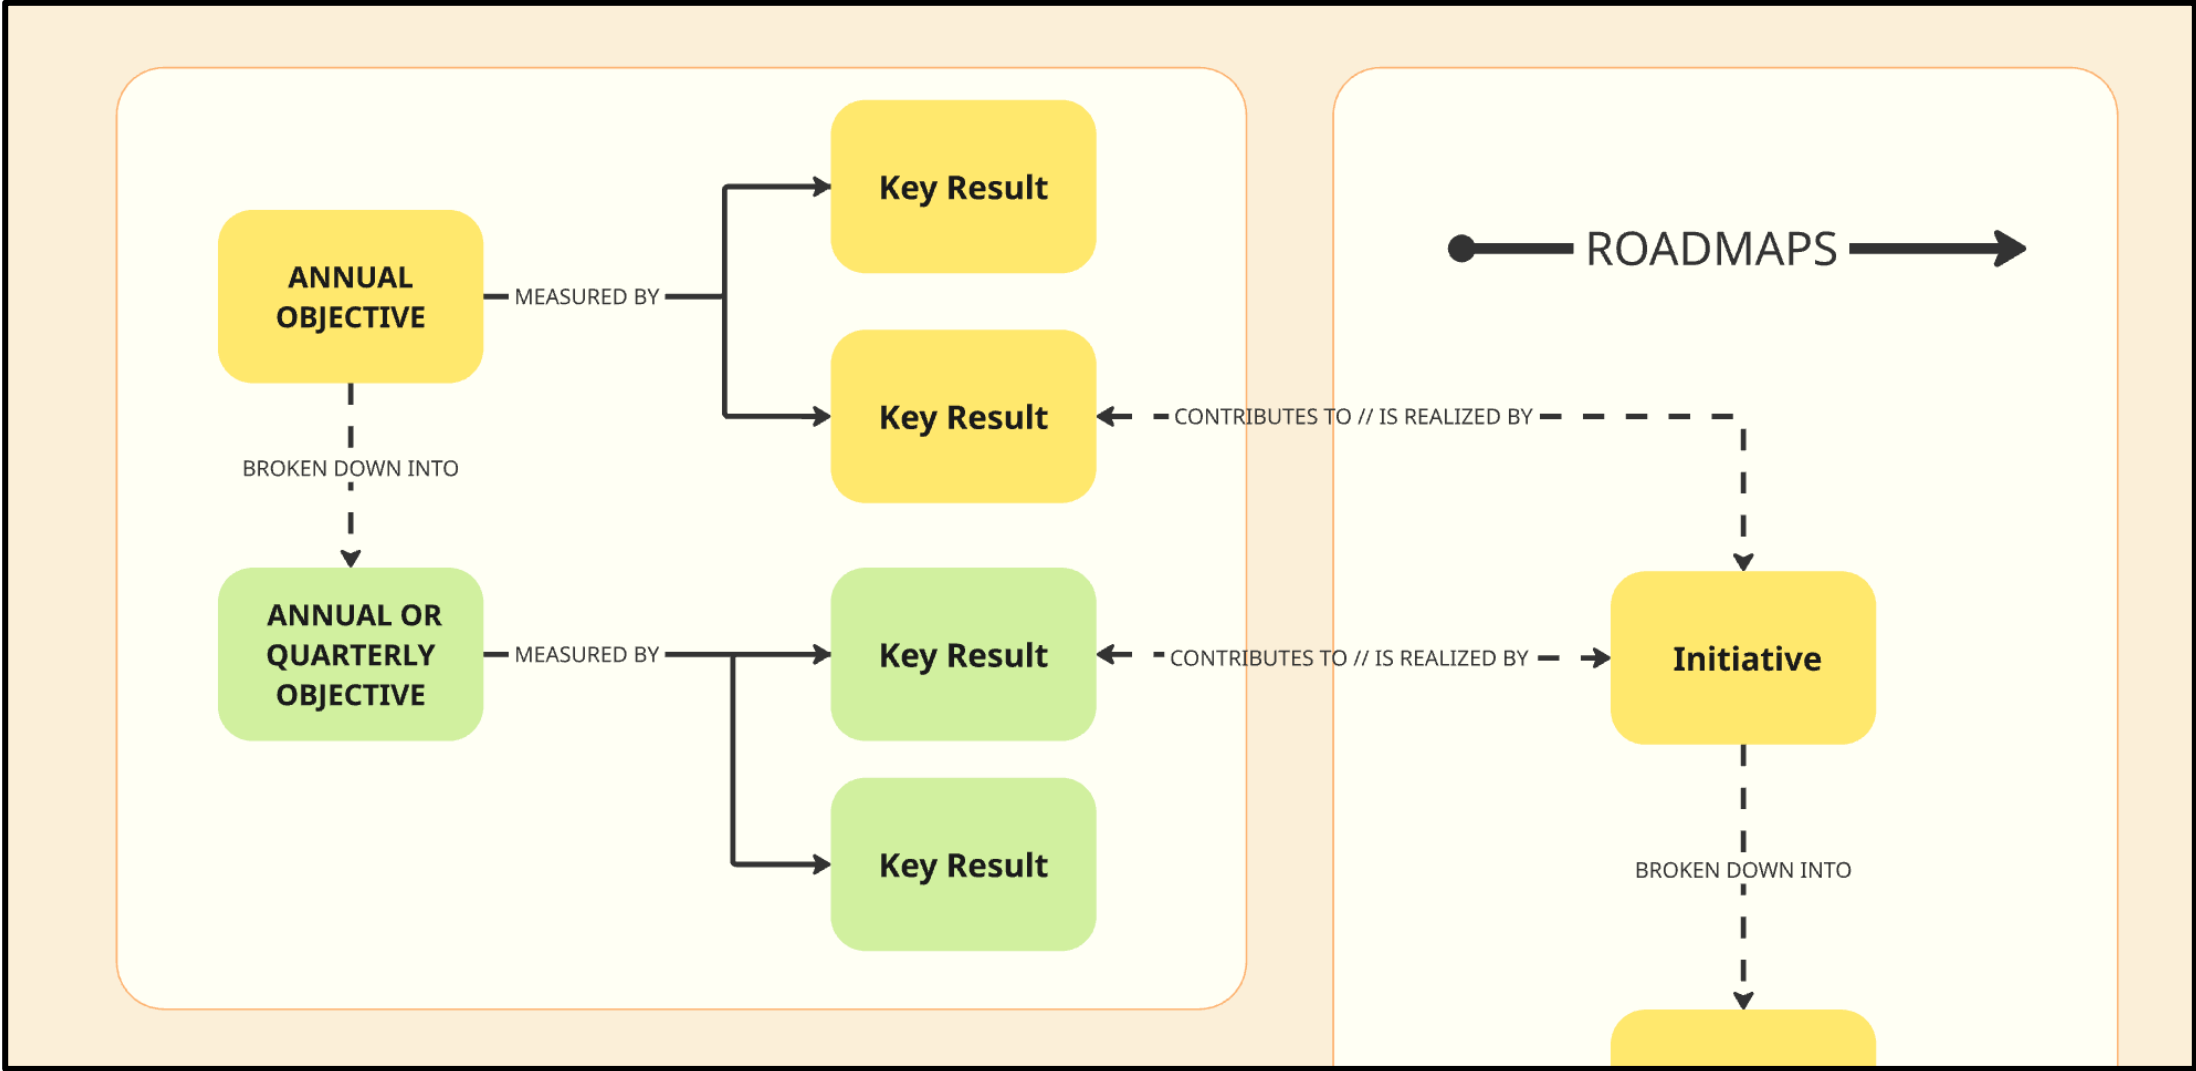 Key Result
ANNUAL
OBJECTIVE
MEASURED BY
Key Result
BROKEN DOWN INTO
ANNUAL OR
QUARTERLY
OBJECTIVE
MEASURED BY
Key Result
Key Result
ROADMAPS
CONTRIBUTES TO // IS REALIZED BY
CONTRIBUTES TO // IS REALIZED BY
Initiative
BROKEN DOWN INTO